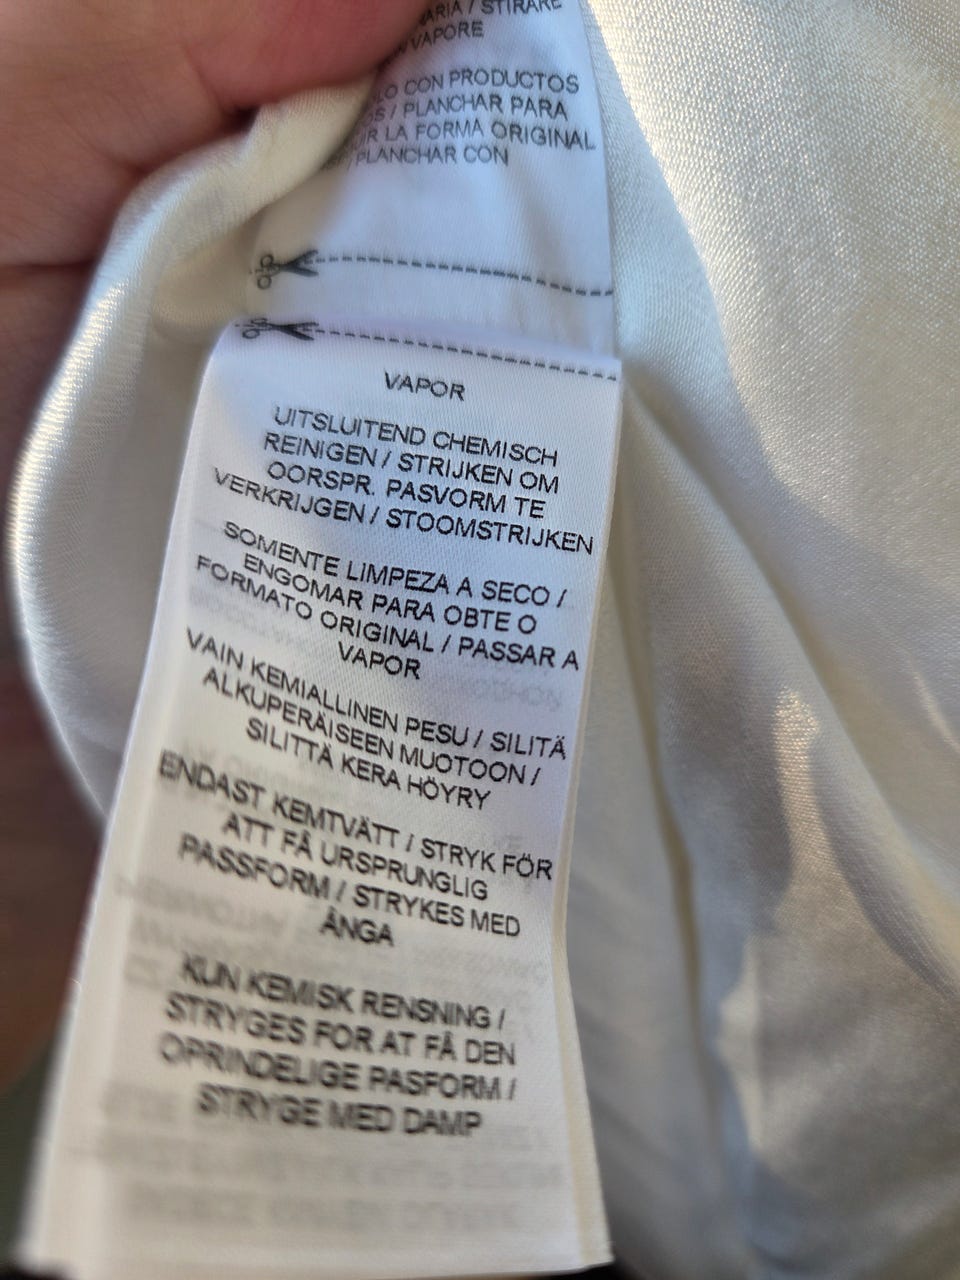 / STIRARE
VAPORE
CON PRODUCTOS
/ PLANCHAR PARA
LA FORMA ORIGINAL
PLANCHAR CON
VAPOR
UITSLUITEND CHEMISCH
REINIGEN / STRIJKEN OM
OORSPR. PASVORM TE
VERKRIJGEN / STOOMSTRIJKEN
SOMENTE LIMPEZA A SECO /
ENGOMAR PARA OBTE O
FORMATO ORIGINAL / PASSAR A
VAPOR
VAIN KEMIALLINEN PESU / SILITÄ
ALKUPERÄISEEN MUOTOON /
SILITTÄ KERA HÖYRY
ENDAST KEMTVÄTT / STRYK FÖR
ATT FÅ URSPRUNGLIG
PASSFORM / STRYKES MED
ÅNGA
KUN KEMISK RENSNING /
STRYGES FOR AT FÅ DEN
OPRINDELIGE PASFORM /
STRYGE MED DAMP